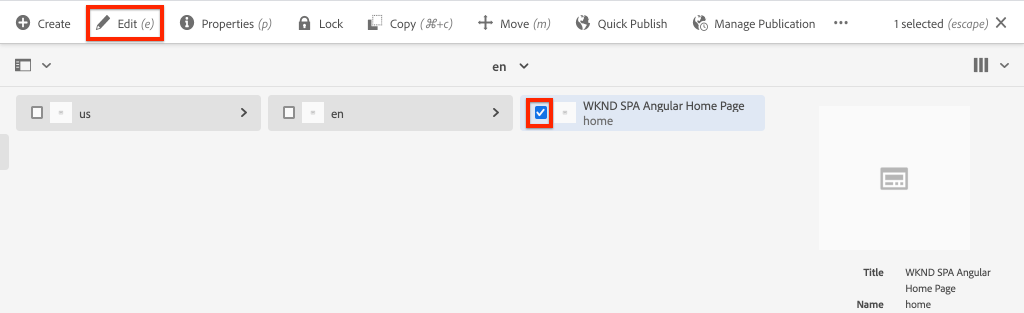 Create Edit (e) Properties (p) Lock Copy (⌘+c) Move (m) Quick Publish Manage Publication ••• 1 selected (escape)
en
us
en
WKND SPA Angular Home Page
home
Title WKND SPA Angular
Home Page
Name home